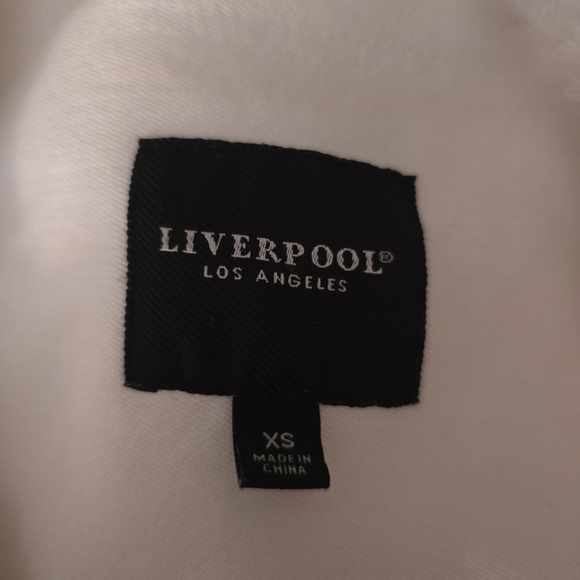 LIVERPOOL®
LOS ANGELES
XS
MADE IN
CHINA